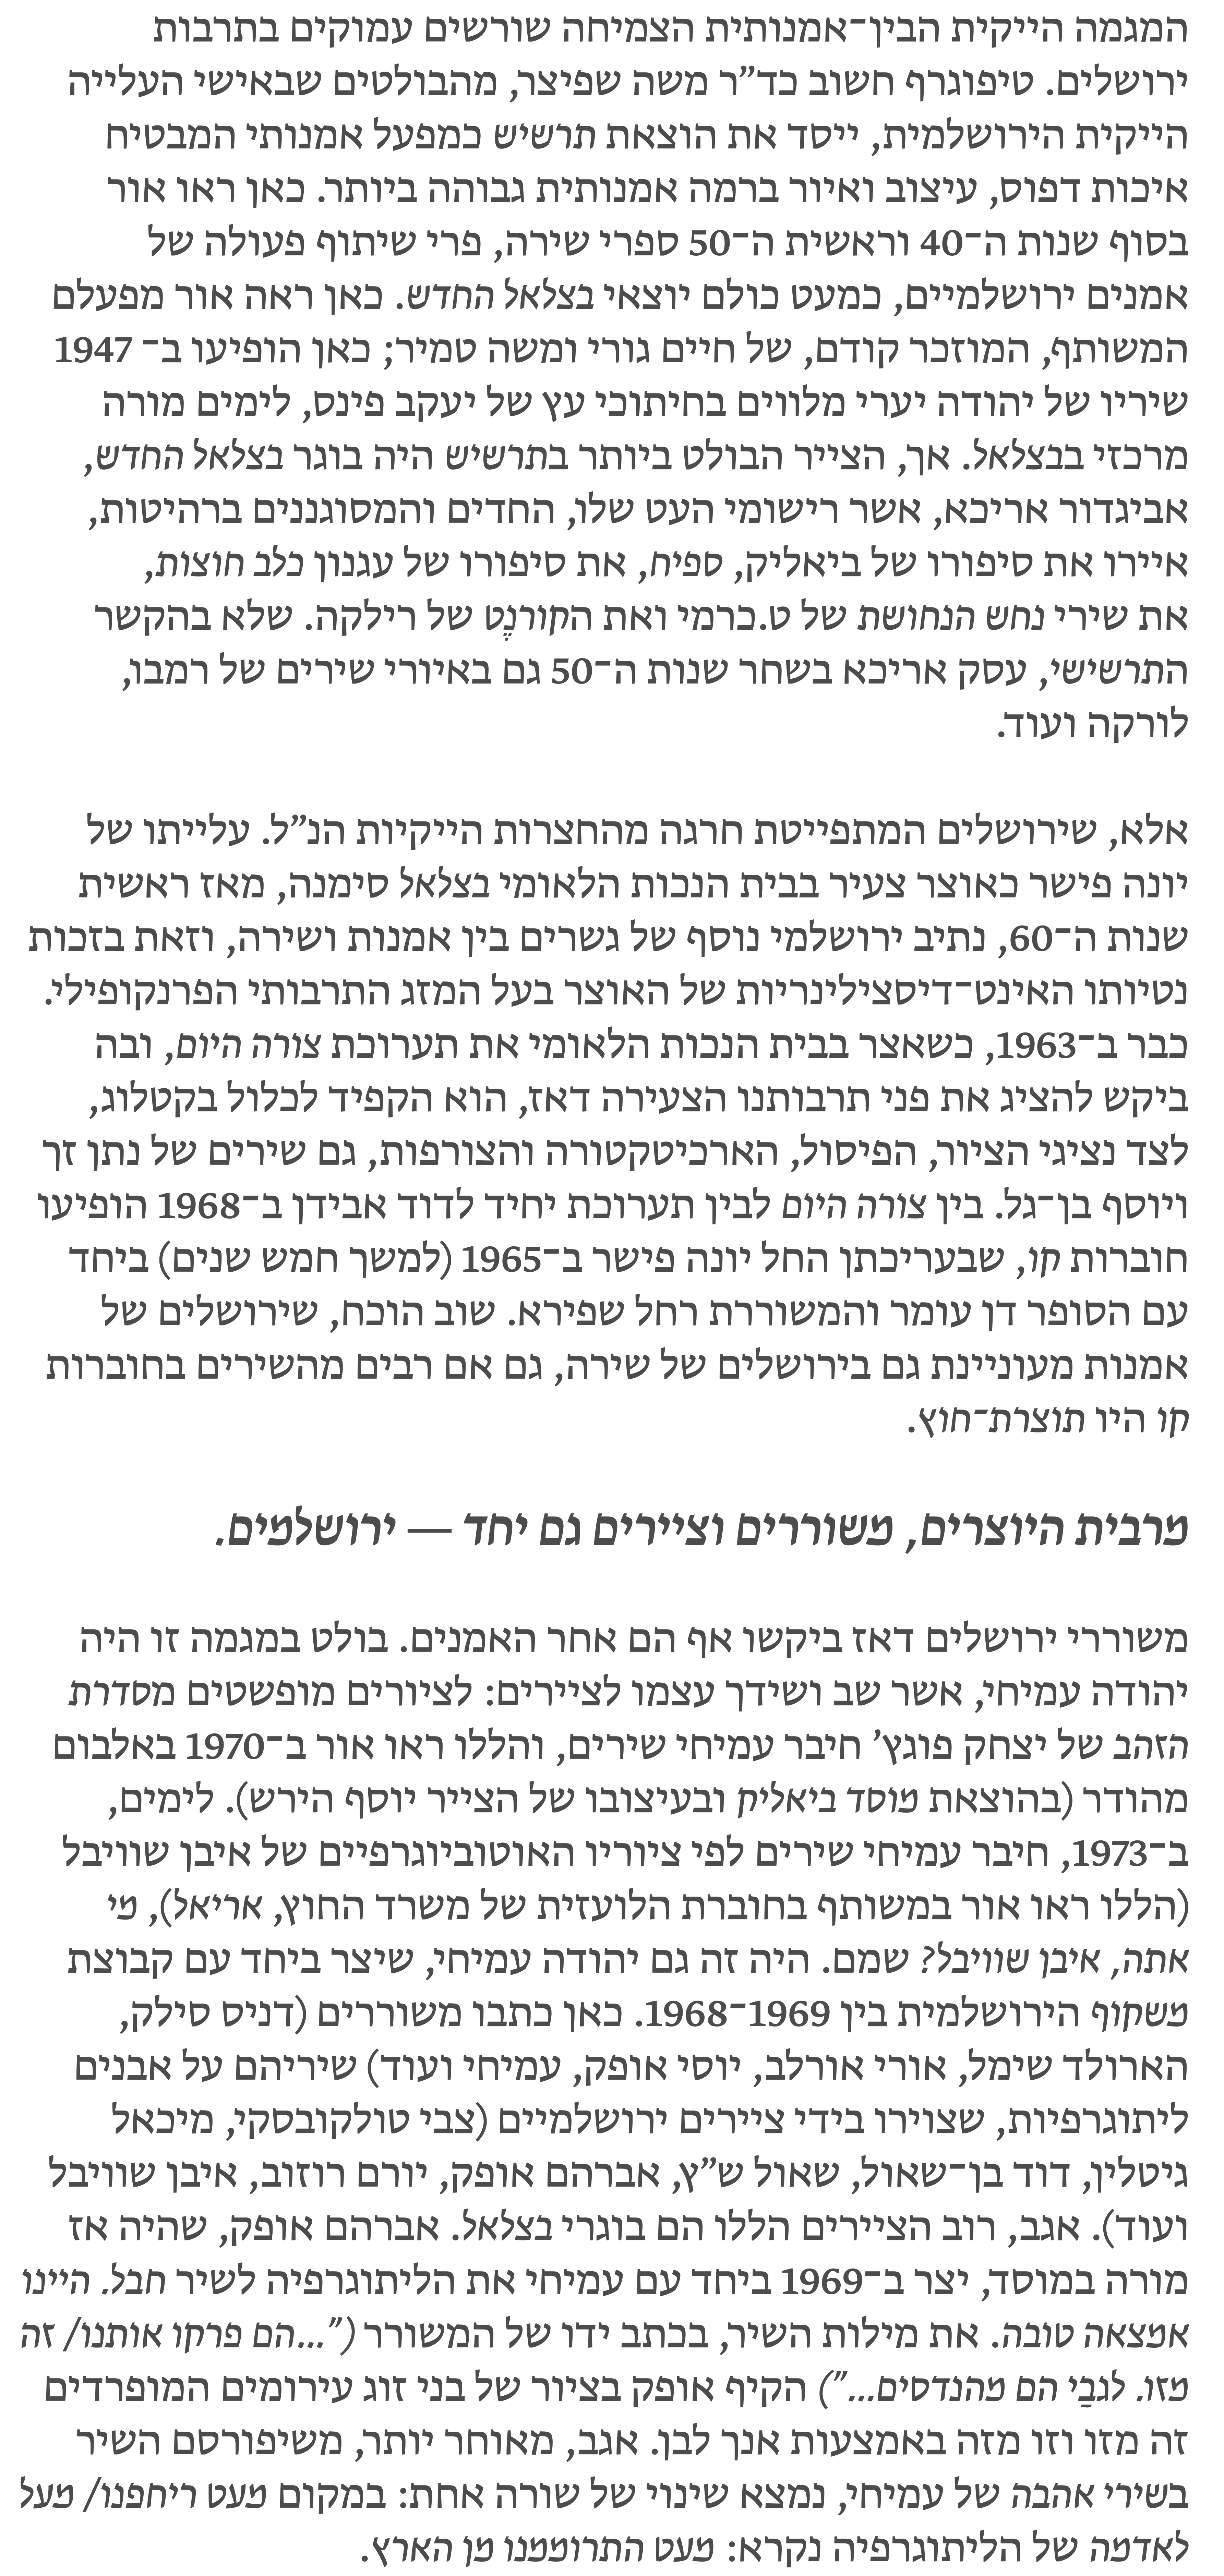 המגמה הייקית הבין־אמנותית הצמיחה שורשים עמוקים בתרבות
ירושלים. טיפוגרף חשוב כד”ר משה שפיצר, מהבולטים שבאישי העלייה
הייקית הירושלמית, ייסד את הוצאת תרשיש כמפעל אמנותי המבטיח
איכות דפוס, עיצוב ואיור ברמה אמנותית גבוהה ביותר. כאן ראו אור
בסוף שנות ה־40 וראשית ה־50 ספרי שירה, פרי שיתוף פעולה של
אמנים ירושלמיים, כמעט כולם יוצאי בצלאל החדש. כאן ראה אור מפעלם
המשותף, המוזכר קודם, של חיים גורי ומשה טמיר; כאן הופיעו ב־ 1947
שיריו של יהודה יערי מלווים בחיתוכי עץ של יעקב פינס, לימים מורה
מרכזי בבצלאל. אך, הצייר הבולט ביותר בתרשיש היה בוגר בצלאל החדש,
אביגדור אריכא, אשר רישומי העט שלו, החדים והמסוגננים ברהיטות,
איירו את סיפורו של ביאליק, ספיח, את סיפורו של עגנון כלב חוצות,
את שירי נחש הנחושת של ט.כרמי ואת הקורנֶט של רילקה. שלא בהקשר
התרשישי, עסק אריכא בשחר שנות ה־50 גם באיורי שירים של רמבו,
לורקה ועוד.
אלא, שירושלים המתפייטת חרגה מהחצרות הייקיות הנ”ל. עלייתו של
יונה פישר כאוצר צעיר בבית הנכות הלאומי בצלאל סימנה, מאז ראשית
שנות ה־60, נתיב ירושלמי נוסף של גשרים בין אמנות ושירה, וזאת בזכות
נטיותו האינט־דיסצילינריות של האוצר בעל המזג התרבותי הפרנקופילי.
כבר ב־1963, כשאצר בבית הנכות הלאומי את תערוכת צורה היום, ובה
ביקש להציג את פני תרבותנו הצעירה דאז, הוא הקפיד לכלול בקטלוג,
לצד נציגי הציור, הפיסול, הארכיטקטורה והצורפות, גם שירים של נתן זך
ויוסף בן־גל. בין צורה היום לבין תערוכת יחיד לדוד אבידן ב־1968 הופיעו
חוברות קו, שבעריכתן החל יונה פישר ב־1965 (למשך חמש שנים) ביחד
עם הסופר דן עומר והמשוררת רחל שפירא. שוב הוכח, שירושלים של
אמנות מעוניינת גם בירושלים של שירה, גם אם רבים מהשירים בחוברות
קו היו תוצרת־חוץ.
מרבית היוצרים, משוררים וציירים גם יחד — ירושלמים.
משוררי ירושלים דאז ביקשו אף הם אחר האמנים. בולט במגמה זו היה
יהודה עמיחי, אשר שב ושידך עצמו לציירים: לציורים מופשטים מסדרת
הזהב של יצחק פוגץ’ חיבר עמיחי שירים, והללו ראו אור ב־1970 באלבום
מהודר (בהוצאת מוסד ביאליק ובעיצובו של הצייר יוסף הירש). לימים,
ב־1973, חיבר עמיחי שירים לפי ציוריו האוטוביוגרפיים של איבן שוויבל
(הללו ראו אור במשותף בחוברת הלועזית של משרד החוץ, אריאל), מי
אתה, איבן שוויבל? שמם. היה זה גם יהודה עמיחי, שיצר ביחד עם קבוצת
משקוף הירושלמית בין 1969־1968. כאן כתבו משוררים (דניס סילק,
הארולד שימל, אורי אורלב, יוסי אופק, עמיחי ועוד) שיריהם על אבנים
ליתוגרפיות, שצוירו בידי ציירים ירושלמיים (צבי טולקובסקי, מיכאל
גיטלין, דוד בן־שאול, שאול ש”ץ, אברהם אופק, יורם רוזוב, איבן שוויבל
ועוד). אגב, רוב הציירים הללו הם בוגרי בצלאל. אברהם אופק, שהיה אז
מורה במוסד, יצר ב־1969 ביחד עם עמיחי את הליתוגרפיה לשיר חבל. היינו
אמצאה טובה. את מילות השיר, בכתב ידו של המשורר (”...הם פרקו אותנו/ זה
מזו. לגבַי הם מהנדסים...”) הקיף אופק בציור של בני זוג עירומים המופרדים
זה מזו וזו מזה באמצעות אנך לבן. אגב, מאוחר יותר, משיפורסם השיר
בשירי אהבה של עמיחי, נמצא שינוי של שורה אחת: במקום מעט ריחפנו/ מעל
לאדמה של הליתוגרפיה נקרא: מעט התרוממנו מן הארץ.